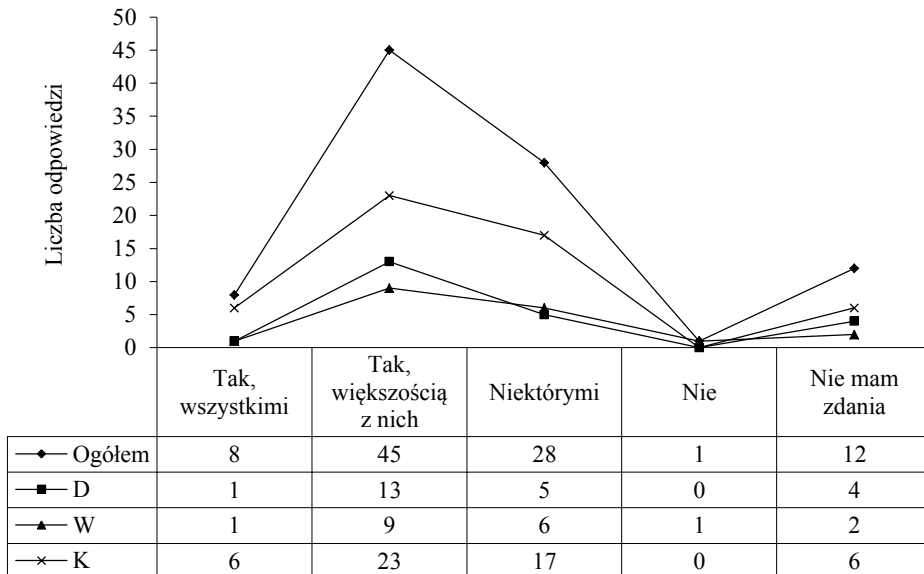 Liczba odpowiedzi
50
45
40
35
30
25
20
15
10
5
0
Tak, wszystkimi
Tak, większością z nich
Niektórymi
Nie
Nie mam zdania
Ogółem 8 45 28 1 12
D 1 13 5 0 4
W 1 9 6 1 2
K 6 23 17 0 6